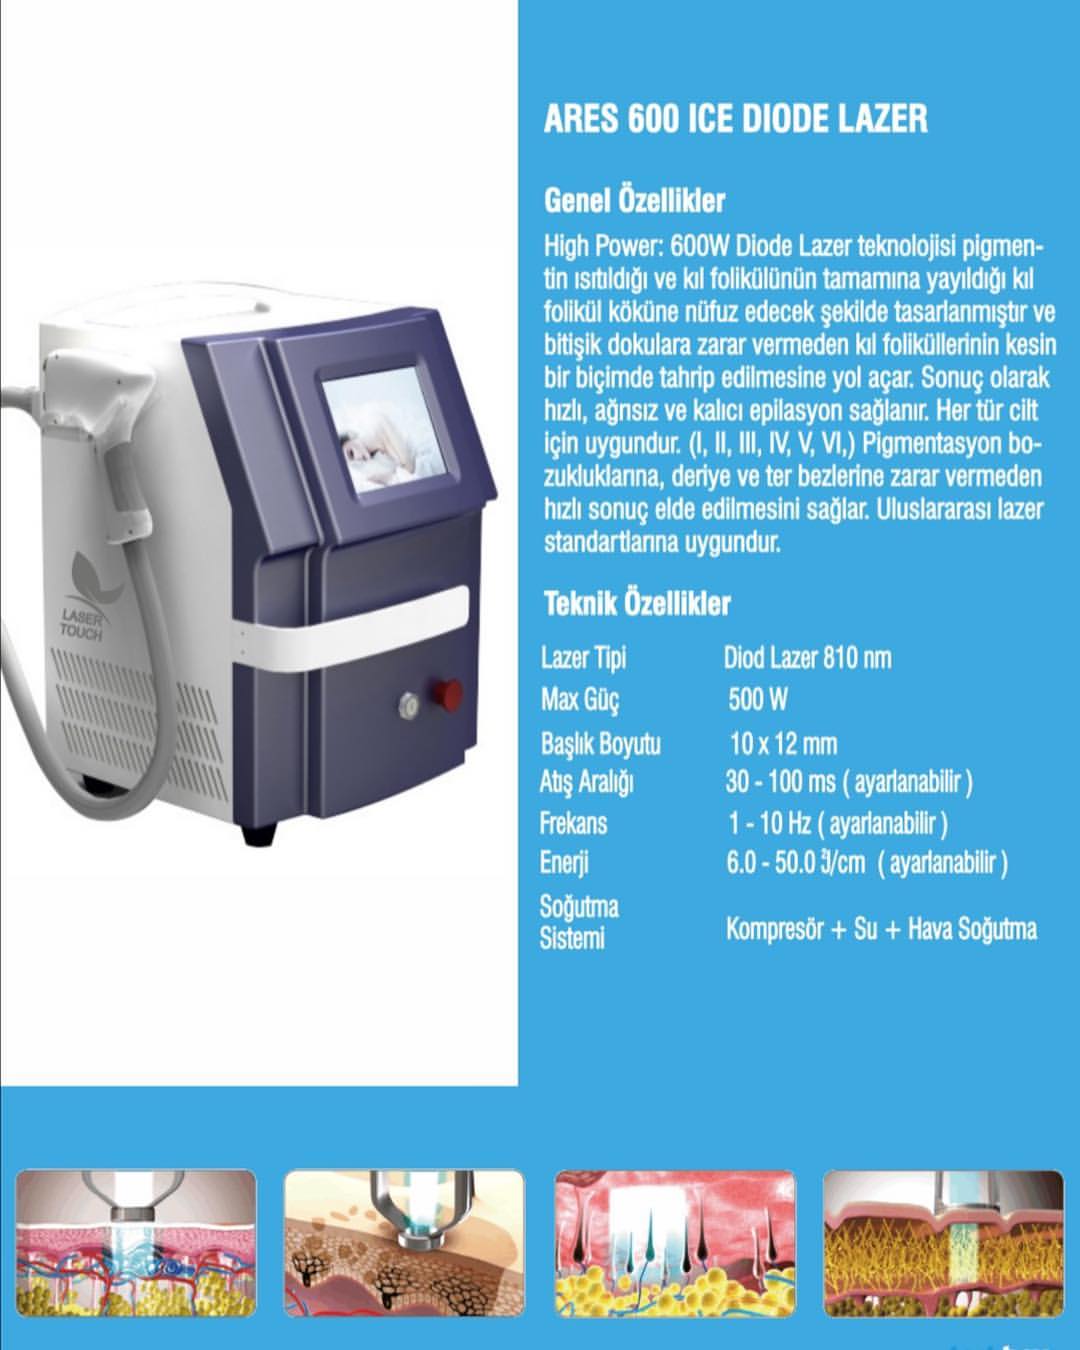 ARES 600 ICE DIODE LAZER
Genel Özellikler
High Power: 600W Diode Lazer teknolojisi pigmen-
tin ısıtıldığı ve kıl folikülünün tamamına yayıldığı kıl
folikül köküne nüfuz edecek şekilde tasarlanmıştır ve
bitişik dokulara zarar vermeden kıl foliküllerinin kesin
bir biçimde tahrip edilmesine yol açar. Sonuç olarak
hızlı, ağrısız ve kalıcı epilasyon sağlanır. Her tür cilt
için uygundur. (I, II, III, IV, V, VI,) Pigmentasyon bo-
zukluklarına, deriye ve ter bezlerine zarar vermeden
hızlı sonuç elde edilmesini sağlar. Uluslararası lazer
standartlarına uygundur.
Teknik Özellikler
Lazer Tipi Diod Lazer 810 nm
Max Güç 500 W
Başlık Boyutu 10 x 12 mm
Atış Aralığı 30 - 100 ms ( ayarlanabilir )
Frekans 1 - 10 Hz ( ayarlanabilir )
Enerji 6.0 - 50.0 ²J/cm ( ayarlanabilir )
Soğutma
Sistemi Kompresör + Su + Hava Soğutma
LASER
TOUCH